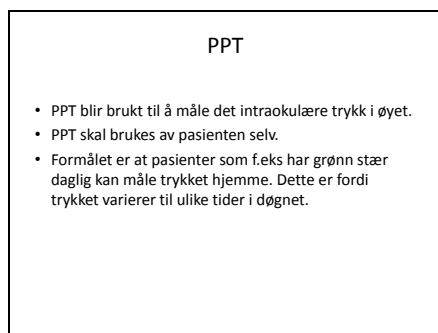 PPT
• PPT blir brukt til å måle det intraokulære trykk i øyet.
• PPT skal brukes av pasienten selv.
• Formålet er at pasienter som f.eks har grønn stær
daglig kan måle trykket hjemme. Dette er fordi
trykket varierer til ulike tider i døgnet.